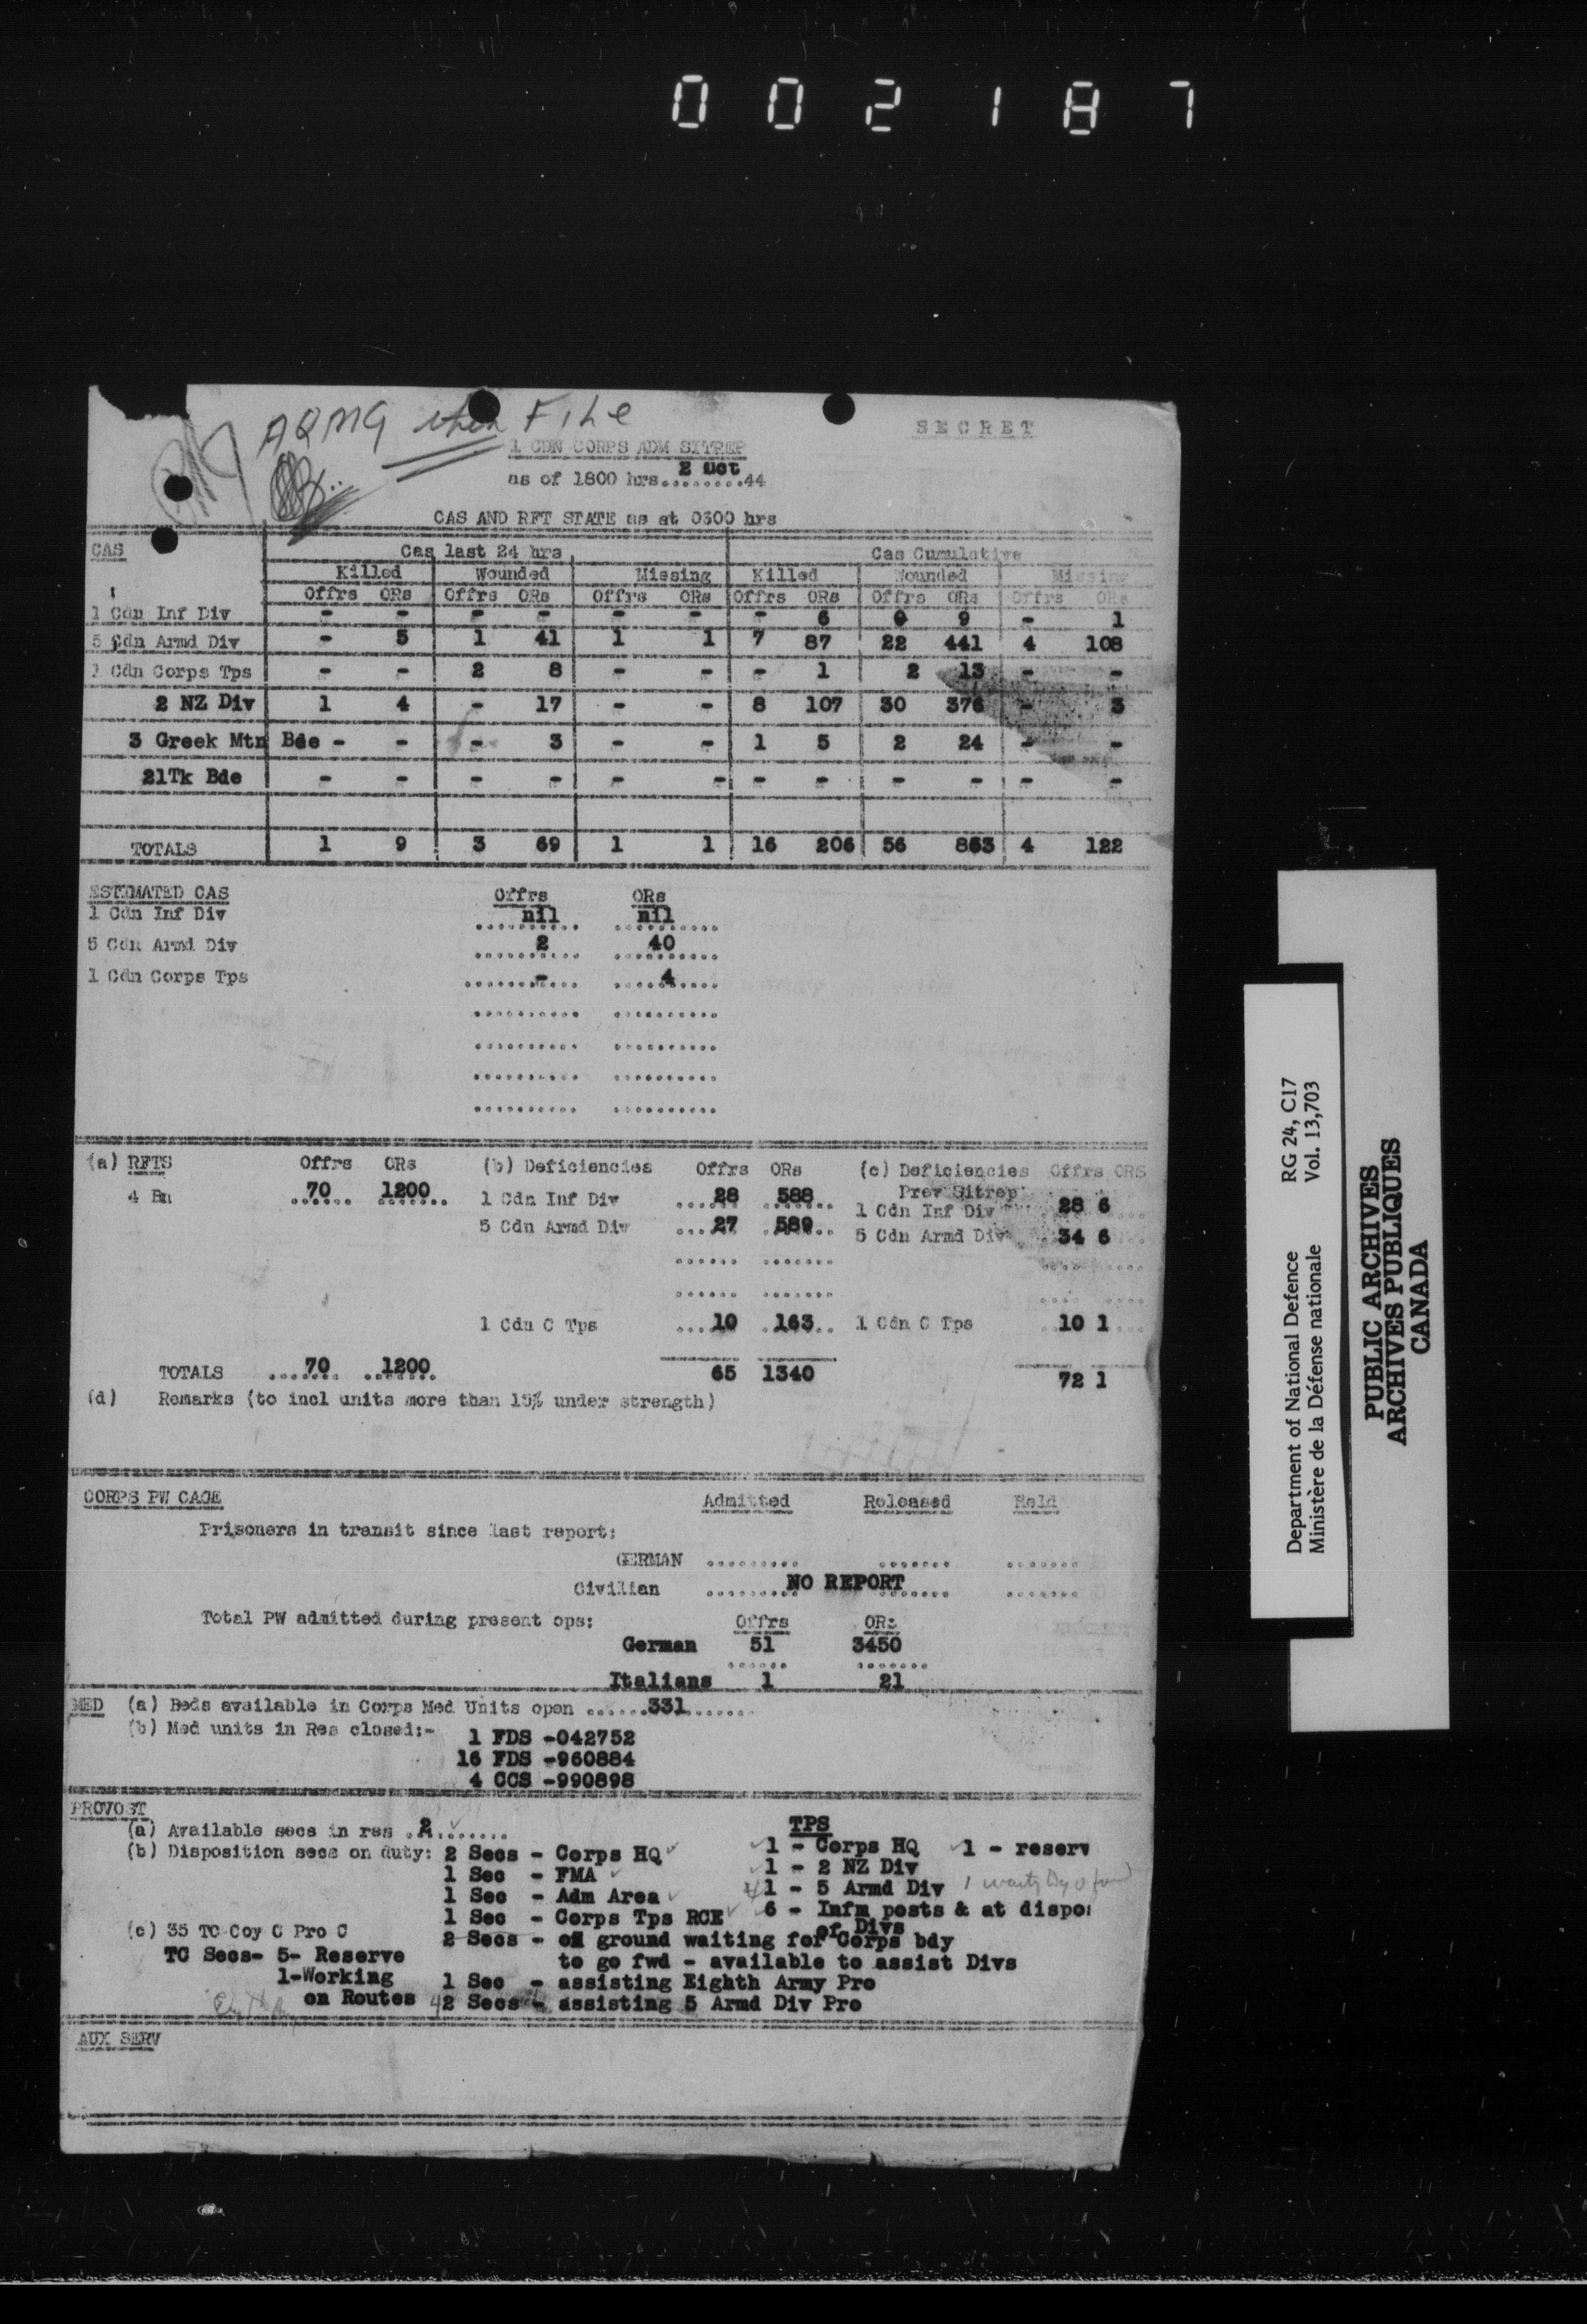 002187
AQMG then FILE
SECRET
1 CDN CORPS ADM SITREP
as of 1800 hrs 2 Oct 44
CAS AND RFT STATE as at 0300 hrs
CAS Cas last 24 hrs Cas Cumulative
Killed Wounded Missing Killed Wounded Missing
Offrs ORs Offrs ORs Offrs ORs Offrs ORs Offrs ORs Offrs ORs
1 Cdn Inf Div - - - - - - - 6 0 9 - 1
5 Cdn Armd Div - 5 1 41 1 1 7 87 22 441 4 108
1 Cdn Corps Tps - - 2 8 - - - 1 2 13 - -
2 NZ Div 1 4 - 17 - - 8 107 30 376 - 3
3 Greek Mtn Bde - - - 3 - - 1 5 2 24 - -
21Tk Bde - - - - - - - - - - - -
TOTALS 1 9 3 69 1 1 16 206 56 863 4 122
ESTIMATED CAS Offrs ORs
1 Cdn Inf Div nil nil
5 Cdn Armd Div 2 40
1 Cdn Corps Tps - 4
(a) RFTS Offrs ORs (b) Deficiencies Offrs ORs (c) Deficiencies Offrs ORS
Prev Sitrep
4 Bn 70 1200 1 Cdn Inf Div 28 588 1 Cdn Inf Div 28 6
5 Cdn Armd Div 27 589 5 Cdn Armd Div 34 6
1 Cdn C Tps 10 163 1 Cdn C Tps 10 1
TOTALS 70 1200 65 1340 72 1
(d) Remarks (to incl units more than 15% under strength)
CORPS PW CAGE Admitted Released Held
Prisoners in transit since last report:
GERMAN
Civilian NO REPORT
Total PW admitted during present ops: Offrs ORs
German 51 3450
Italians 1 21
MED (a) Beds available in Corps Med Units open ......331.......
(b) Med units in Res closed:- 1 FDS -042752
16 FDS -960884
4 CCS -990898
PROVOST
(a) Available secs in res .2....... TPS
(b) Disposition secs on duty: 2 Secs - Corps HQ 1 - Corps HQ 1 - reserv
1 Sec - FMA 1 - 2 NZ Div
1 Sec - Adm Area 1 - 5 Armd Div
1 Sec - Corps Tps RCE 6 - Infm posts & at dispo
of Divs
(c) 35 TC Coy C Pro C 2 Secs - on ground waiting for Corps bdy
TC Secs- 5- Reserve to go fwd - available to assist Divs
1-Working 1 Sec - assisting Eighth Army Pro
on Routes 2 Secs - assisting 5 Armd Div Pro
AUX SERV
Department of National Defence RG 24, C17
Ministère de la Défense nationale Vol. 13,703
PUBLIC ARCHIVES
ARCHIVES PUBLIQUES
CANADA